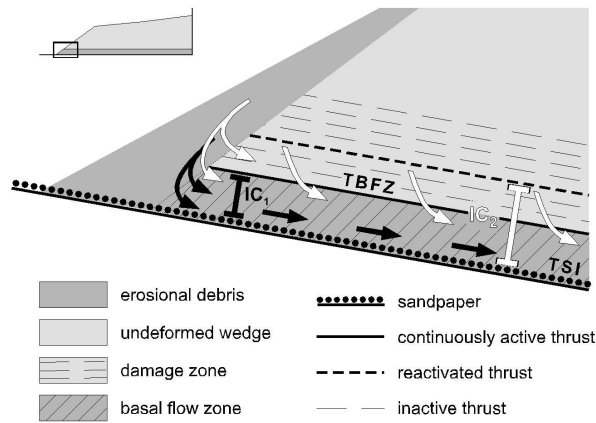 TBFZ
IC1
IC2
TSI
erosional debris
undeformed wedge
damage zone
basal flow zone
sandpaper
continuously active thrust
reactivated thrust
inactive thrust